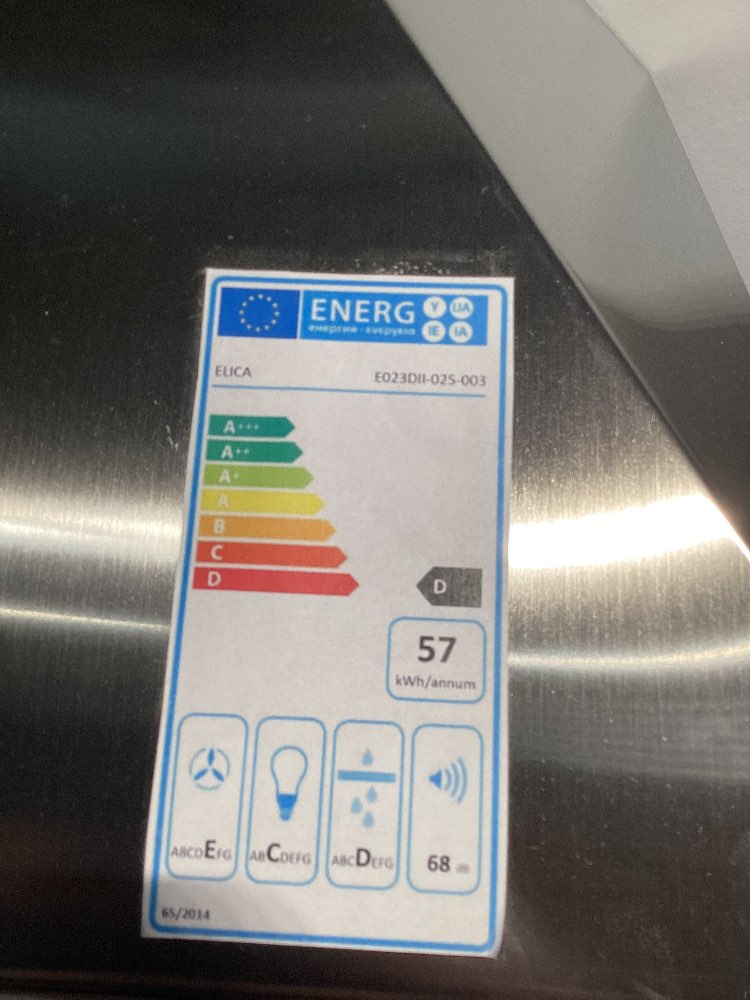 ENERG Y UA
енергия · ενεργεια IE IA
ELICA E023DII-025-003
A+++
A++
A+
A
B
C
D D
57
kWh/annum
ABCDEFG ABCDEFG ABCDEFG 68 dB
65/2014